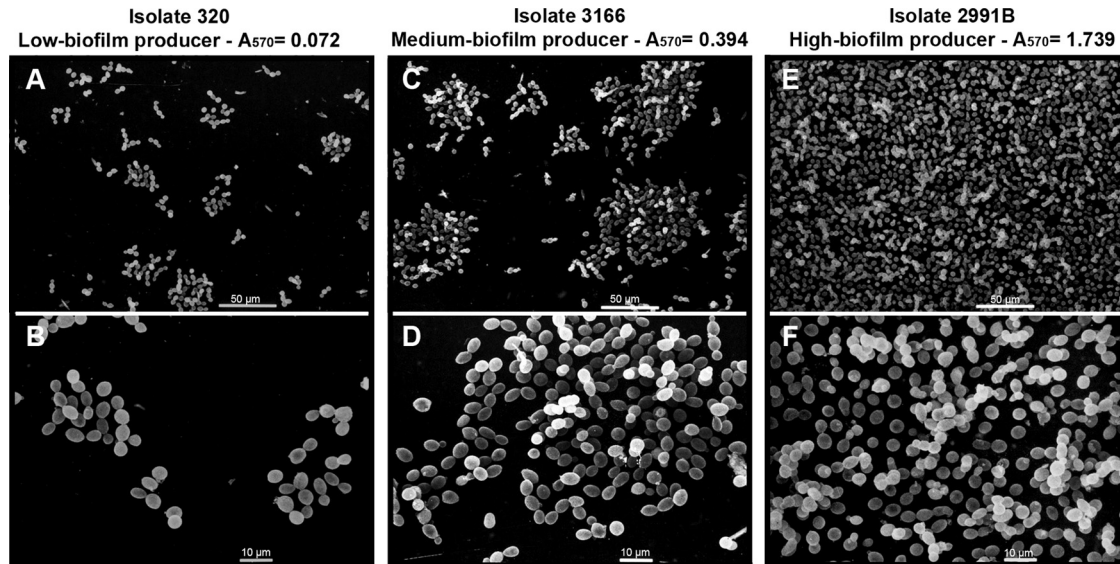 Isolate 320
Low-biofilm producer - A570= 0.072
Isolate 3166
Medium-biofilm producer - A570= 0.394
Isolate 2991B
High-biofilm producer - A570= 1.739
A
C
E
50 µm
50 µm
50 µm
B
D
F
10 µm
10 µm
10 µm